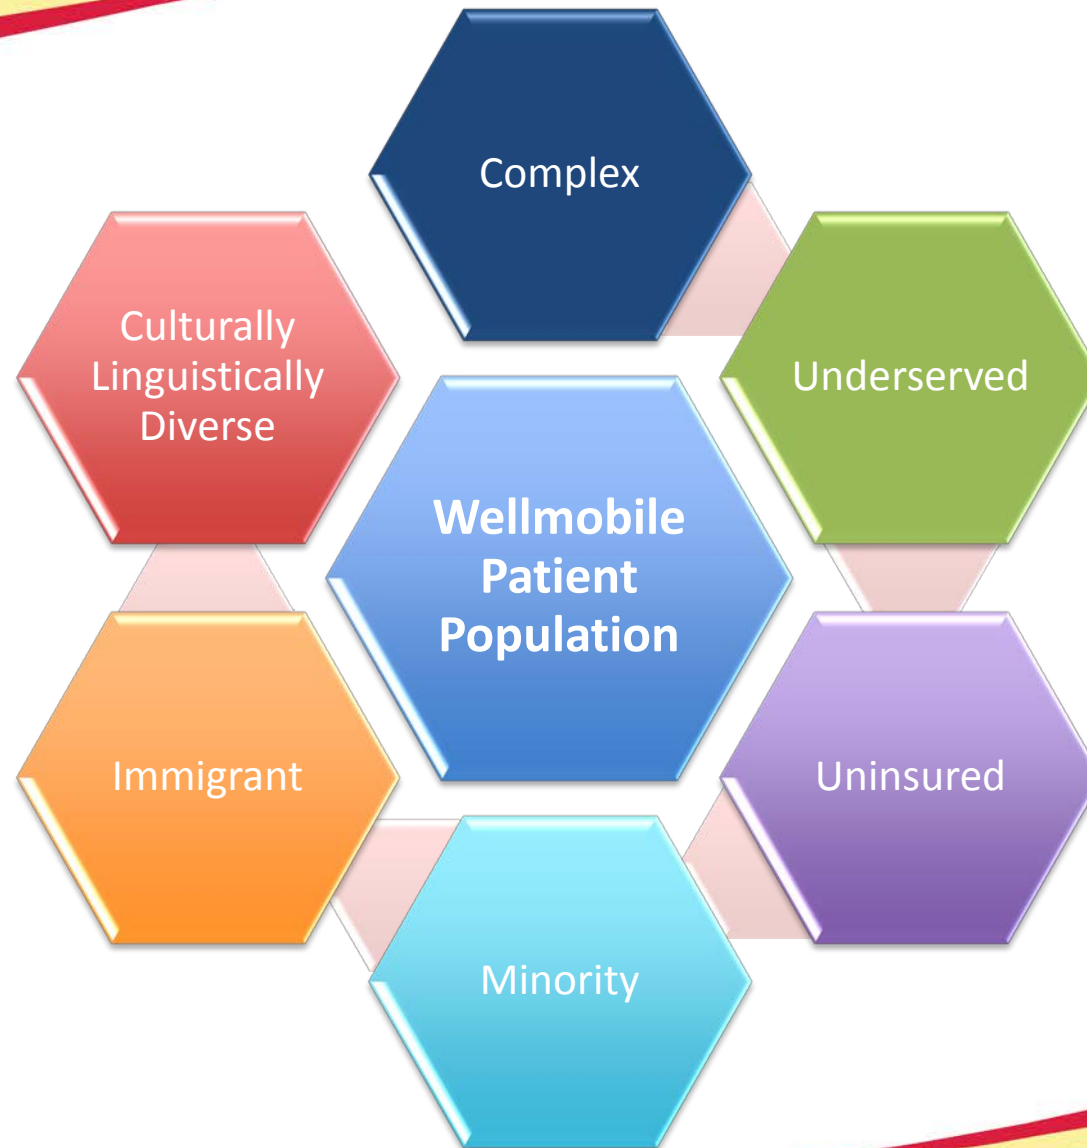 Complex
Culturally
Linguistically
Diverse
Underserved
Wellmobile
Patient
Population
Immigrant
Uninsured
Minority